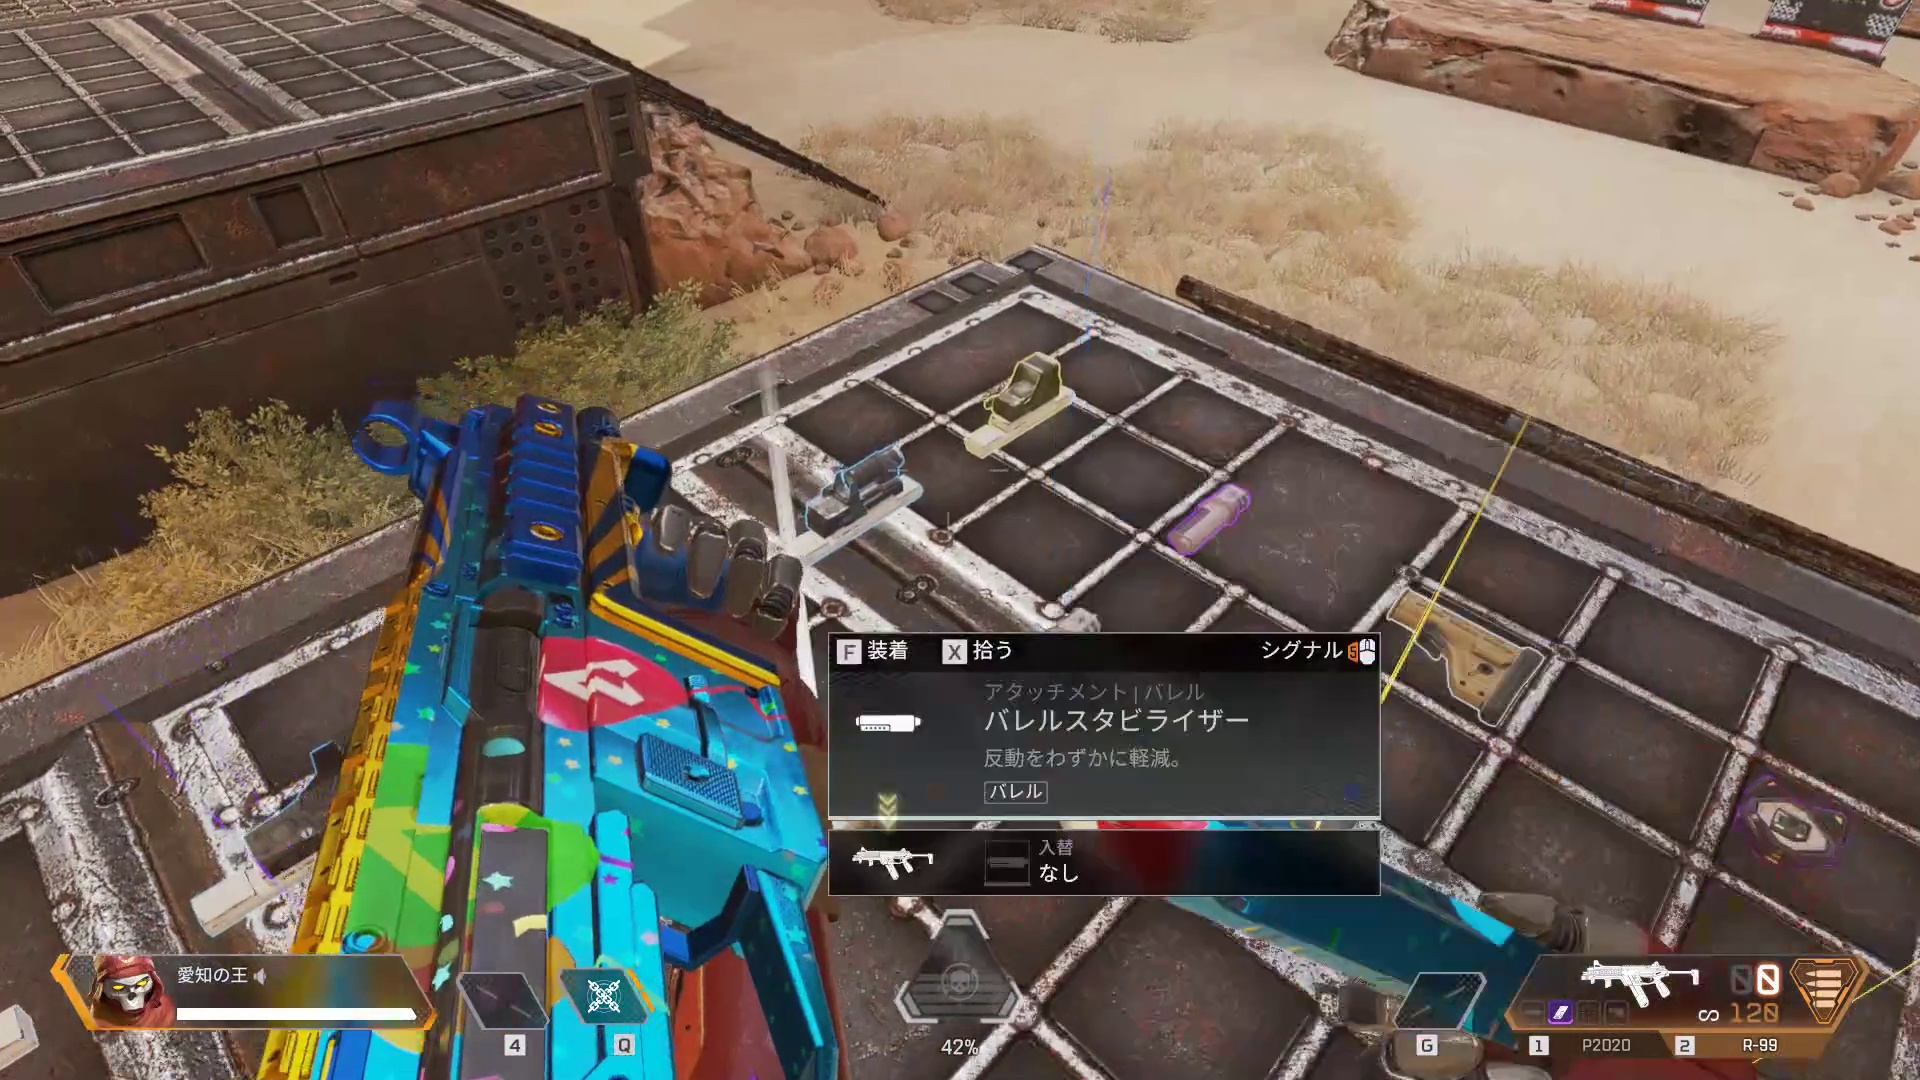 F 装着 X 拾う シグナル
アタッチメント | バレル
バレルスタビライザー
反動をわずかに軽減。
バレル
入替
なし
愛知の王
4 Q
42%
G
00
∞ 120
1 P2020 2 R-99